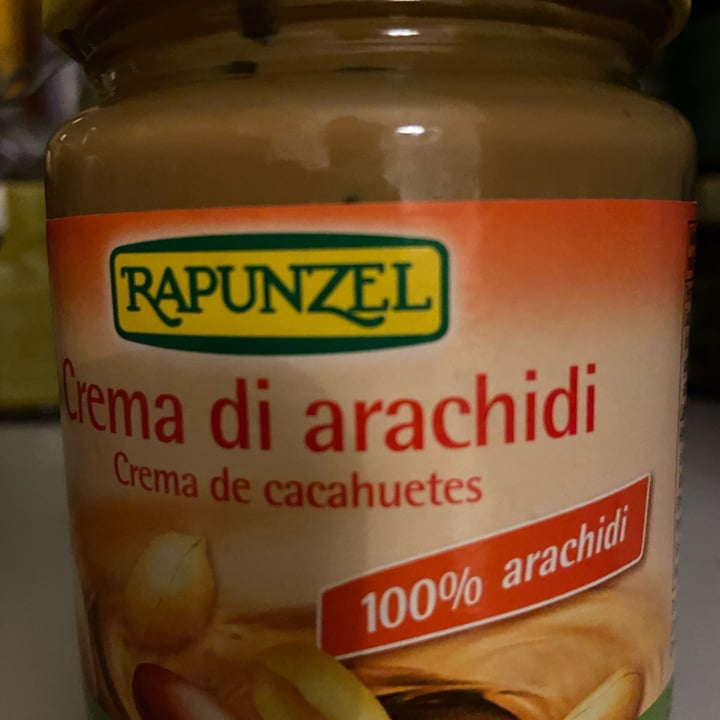 RAPUNZEL
Crema di arachidi
Crema de cacahuetes
100% arachidi